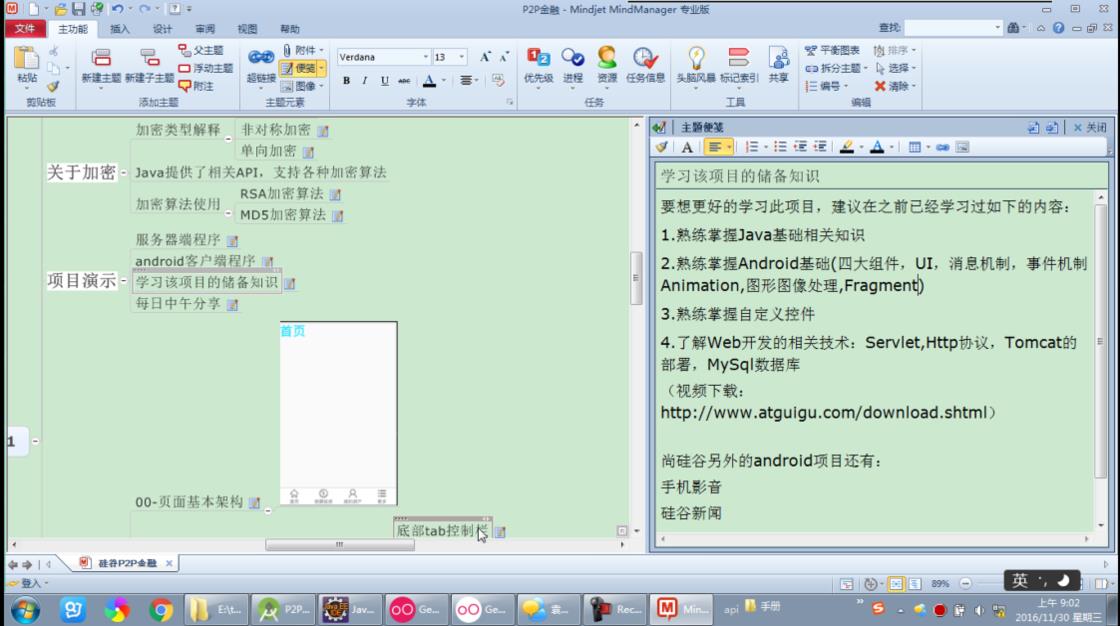 P2P金融 - Mindjet MindManager 专业版
文件 主功能 插入 设计 审阅 视图 帮助 查找:
粘贴 新建主题 新建子主题 父主题 浮动主题 附注 超链接 附件 便笺 图像 Verdana 13 优先级 进程 资源 任务信息 头脑风暴 标记索引 共享 平衡图表 拆分主题 编号 排序 选择 清除
B I U abc A
剪贴板 添加主题 主题元素 字体 任务 工具 编辑
关于加密
加密类型解释
非对称加密
单向加密
Java提供了相关API，支持各种加密算法
加密算法使用
RSA加密算法
MD5加密算法
项目演示
服务器端程序
android客户端程序
学习该项目的储备知识
每日中午分享
首页
1
00-页面基本架构
底部tab控制栏
主题便笺 关闭
学习该项目的储备知识
要想更好的学习此项目，建议在之前已经学习过如下的内容：
1.熟练掌握Java基础相关知识
2.熟练掌握Android基础(四大组件，UI，消息机制，事件机制
Animation,图形图像处理,Fragment)
3.熟练掌握自定义控件
4.了解Web开发的相关技术：Servlet,Http协议，Tomcat的
部署，MySql数据库
（视频下载：
http://www.atguigu.com/download.shtml）
尚硅谷另外的android项目还有：
手机影音
硅谷新闻
硅谷P2P金融
登入
89%
英
E:\t... P2P... Jav... Ge... Ge... 袁... Rec... Min... api 手册
上午 9:02
2016/11/30 星期三